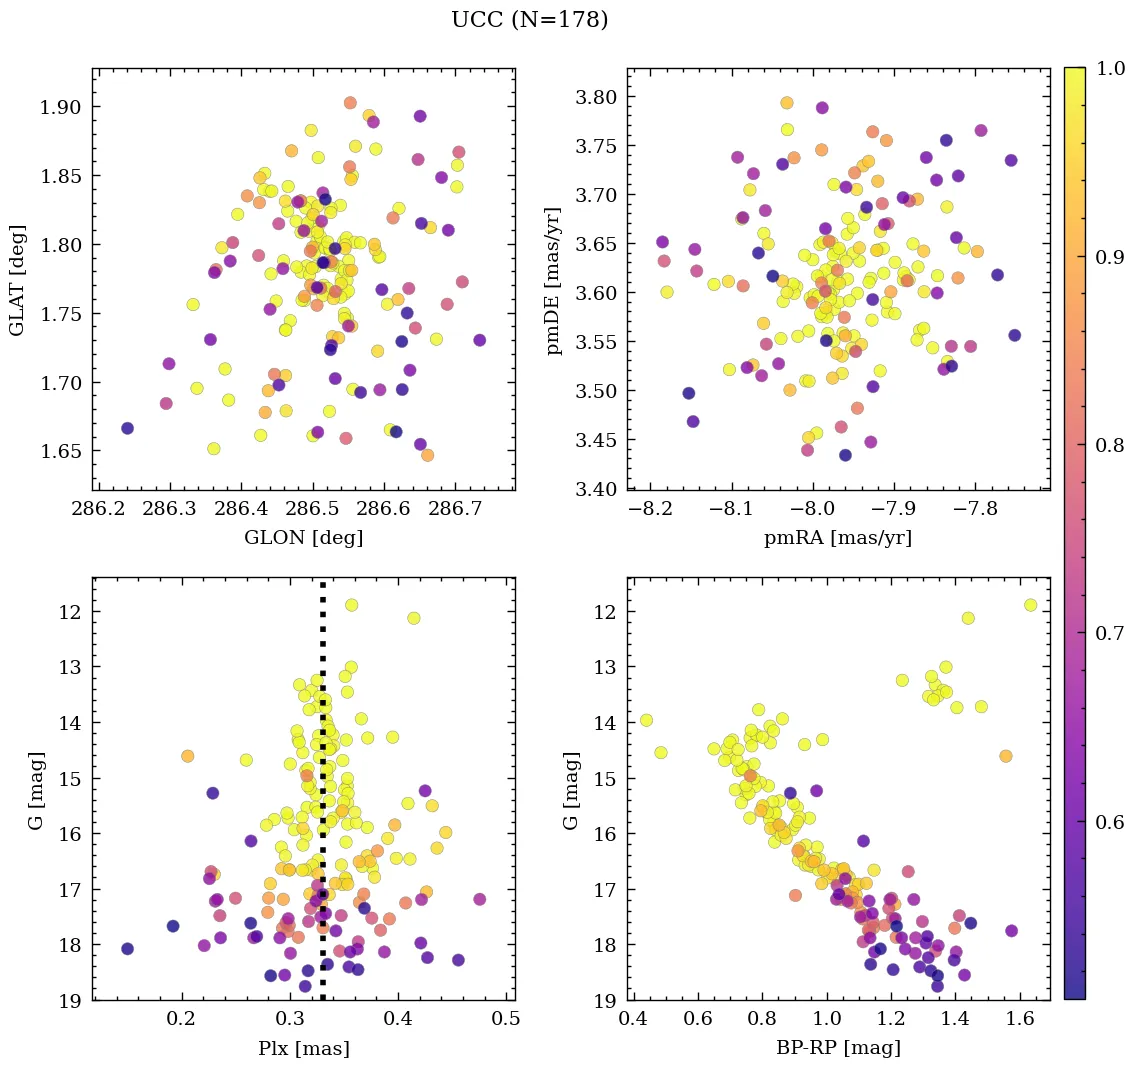 UCC (N=178)
1.90
1.85
1.80
1.75
1.70
1.65
GLAT [deg]
286.2 286.3 286.4 286.5 286.6 286.7
GLON [deg]
3.80
3.75
3.70
3.65
3.60
3.55
3.50
3.45
3.40
pmDE [mas/yr]
−8.2 −8.1 −8.0 −7.9 −7.8
pmRA [mas/yr]
12
13
14
15
16
17
18
19
G [mag]
0.2 0.3 0.4 0.5
Plx [mas]
12
13
14
15
16
17
18
19
G [mag]
0.4 0.6 0.8 1.0 1.2 1.4 1.6
BP-RP [mag]
1.0
0.9
0.8
0.7
0.6